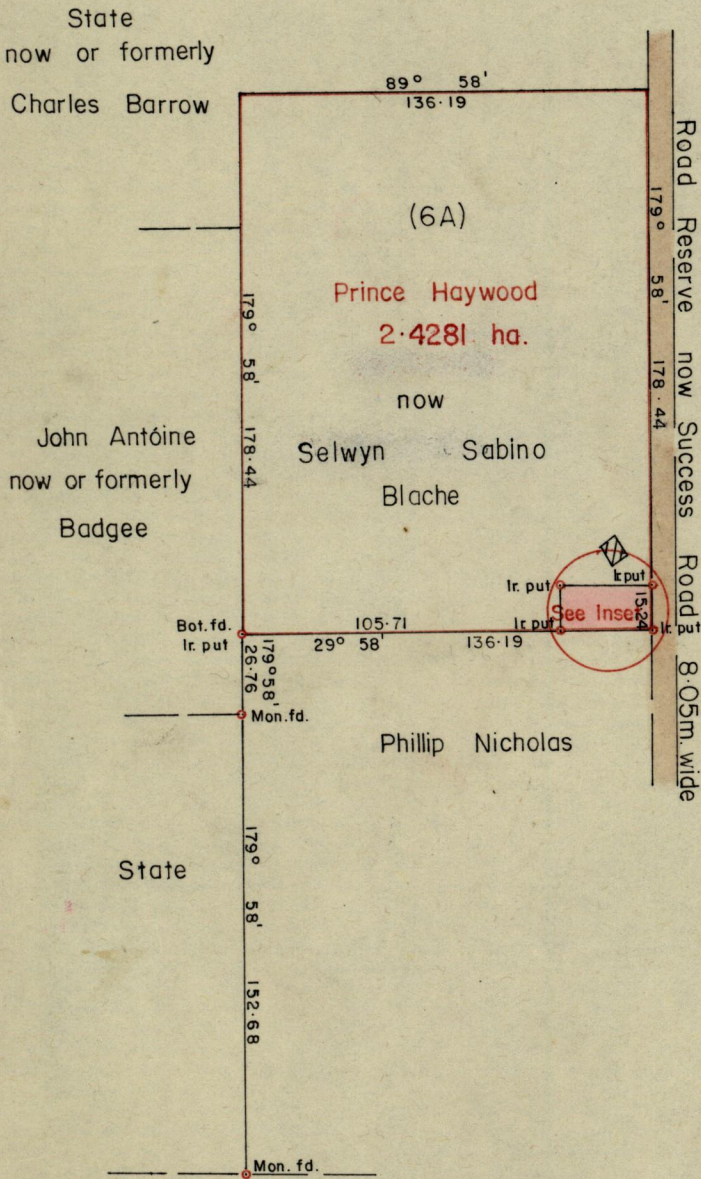 State
now or formerly
Charles Barrow
89° 58'
136·19
(6A)
Prince Haywood
2·4281 ha.
now
Selwyn Sabino
Blache
179° 58' 178·44
179° 58' 178·44
Road Reserve now Success Road 8·05m. wide
John Antóine
now or formerly
Badgee
Ir. put
Ir. put
15·24
See Inset
Ir. put
Ir. put
Bot. fd.
Ir. put
105·71
29° 58' 136·19
179° 58'
26·76
Mon. fd.
Phillip Nicholas
State
179° 58' 152·68
Mon. fd.